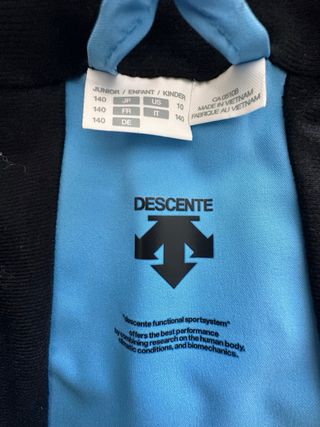 JUNIOR / ENFANT / KINDER
140 JP US 10
140 FR IT 140
140 DE
CA 05108
MADE IN VIETNAM
FABRIQUÉ AU VIETNAM
DESCENTE
"descente functional sportsystem"
offers the best performance
by combining research on the human body,
climatic conditions, and biomechanics.